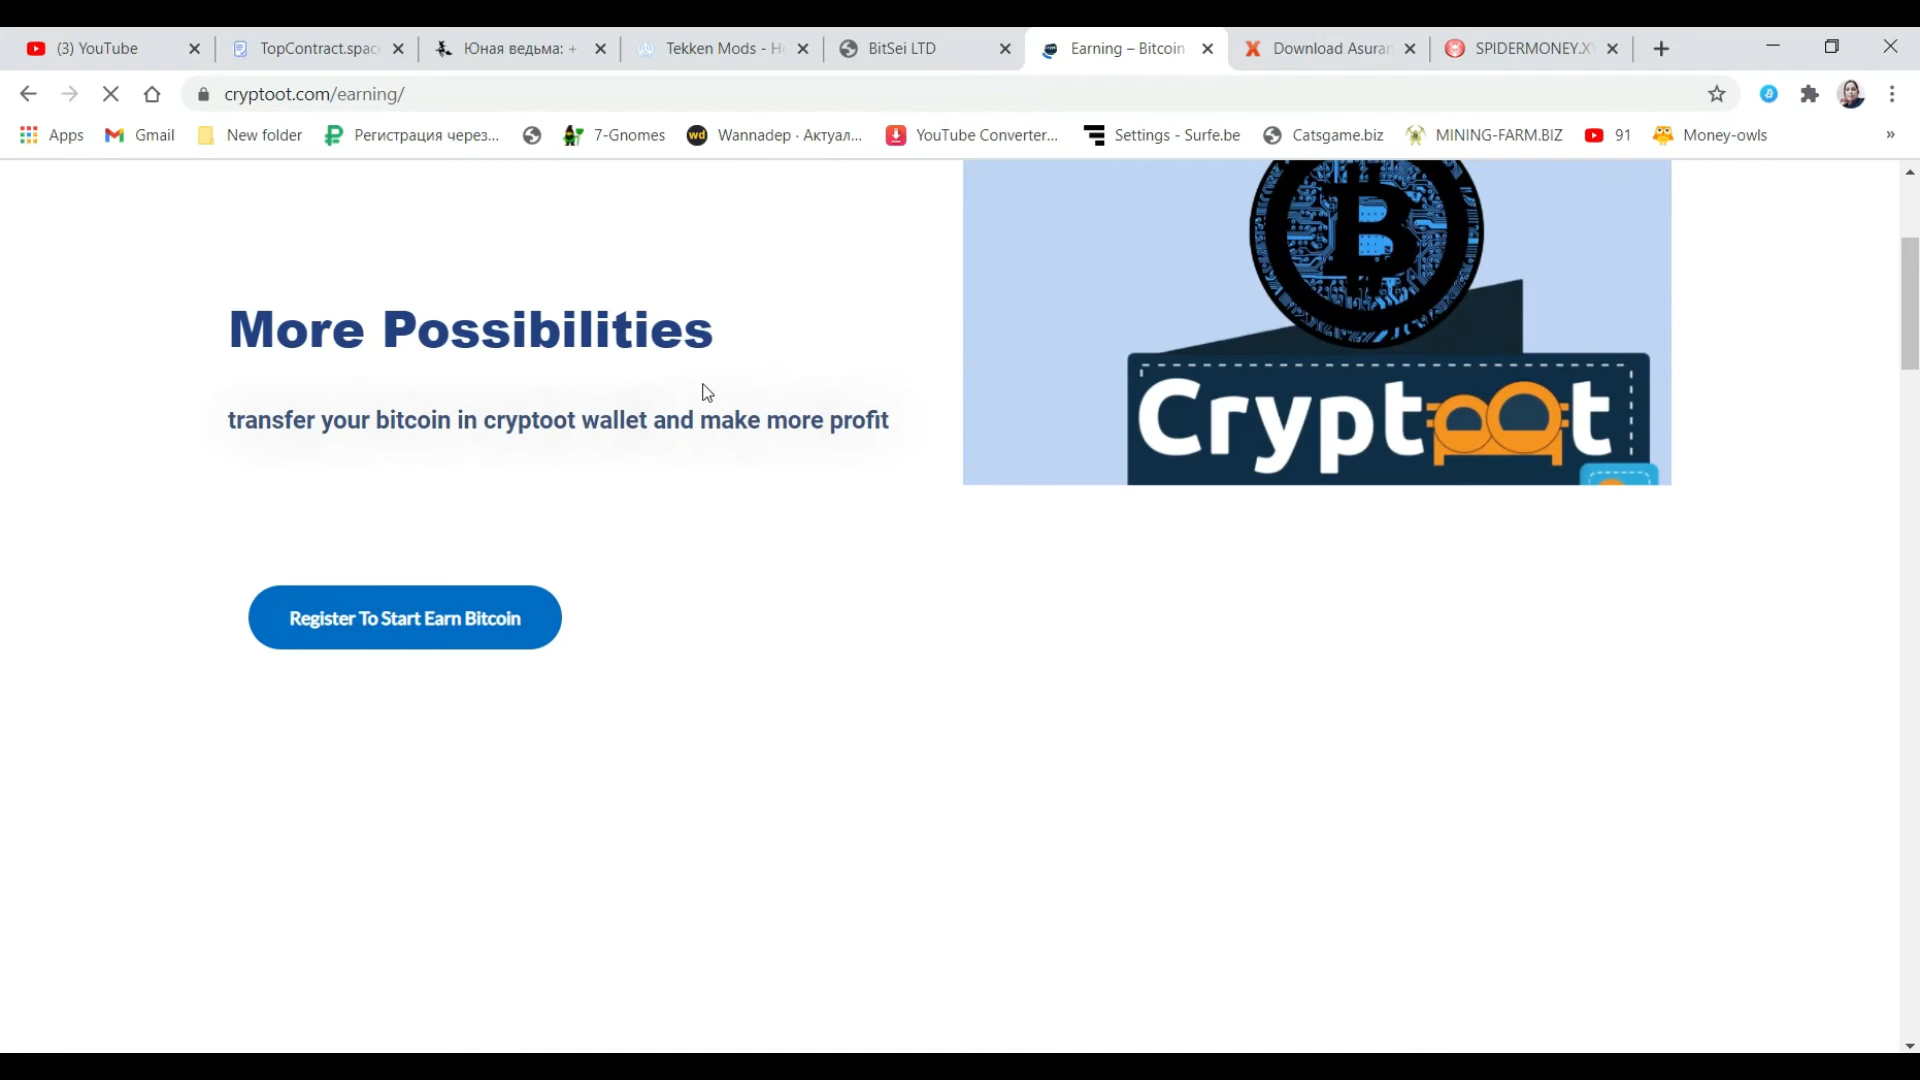 (3) YouTube
TopContract.spac
Юная ведьма: +
Tekken Mods - H
BitSei LTD
Earning – Bitcoin
Download Asuran
SPIDERMONEY.X
cryptoot.com/earning/
Apps
Gmail
New folder
Регистрация через...
7-Gnomes
wd
Wannadep · Актуал...
YouTube Converter...
Settings - Surfe.be
Catsgame.biz
MINING-FARM.BIZ
91
Money-owls
»
More Possibilities
transfer your bitcoin in cryptoot wallet and make more profit
Cryptoot
Register To Start Earn Bitcoin